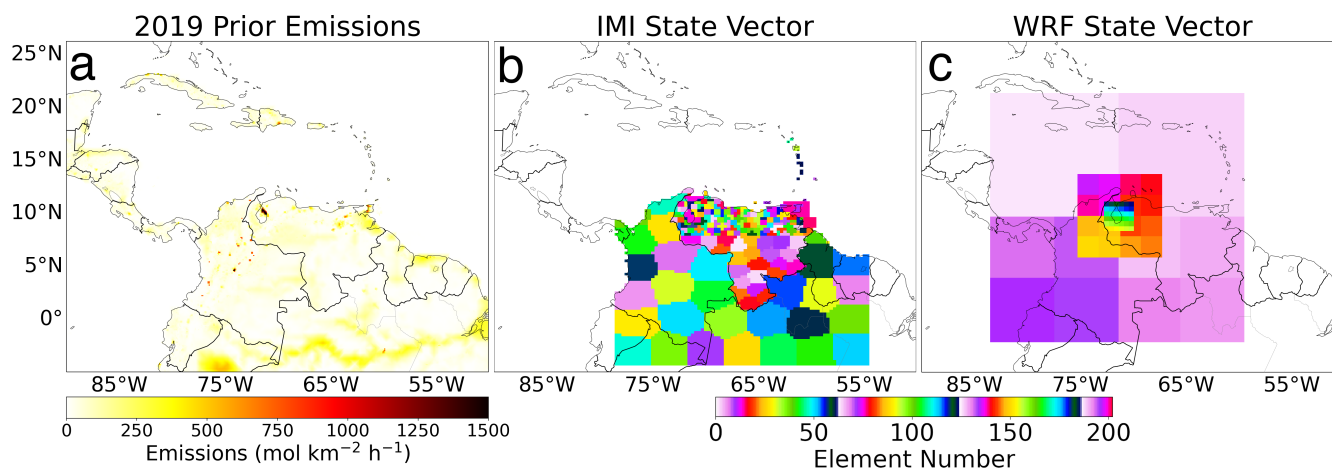 2019 Prior Emissions
IMI State Vector
WRF State Vector
a
b
c
25°N
20°N
15°N
10°N
5°N
0°
85°W 75°W 65°W 55°W
85°W 75°W 65°W 55°W
85°W 75°W 65°W 55°W
0 250 500 750 1000 1250 1500
Emissions (mol km⁻² h⁻¹)
0 50 100 150 200
Element Number